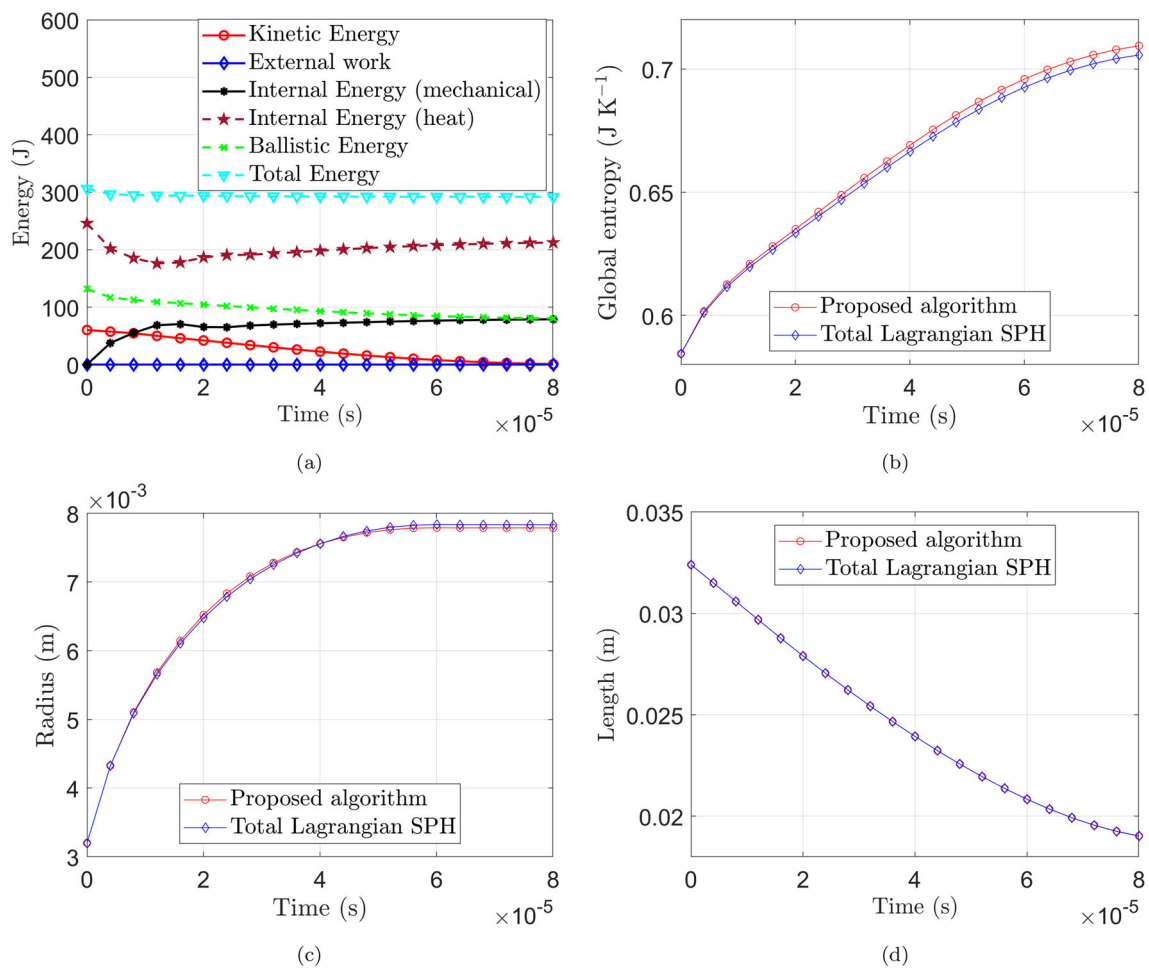 600
500
400
300
200
100
0
Energy (J)
Kinetic Energy
External work
Internal Energy (mechanical)
Internal Energy (heat)
Ballistic Energy
Total Energy
0 2 4 6 8
Time (s)
×10⁻⁵
(a)
0.7
0.65
0.6
Global entropy (J K⁻¹)
Proposed algorithm
Total Lagrangian SPH
0 2 4 6 8
Time (s)
×10⁻⁵
(b)
×10⁻³
8
7
6
5
4
3
Radius (m)
Proposed algorithm
Total Lagrangian SPH
0 2 4 6 8
Time (s)
×10⁻⁵
(c)
0.035
0.03
0.025
0.02
Length (m)
Proposed algorithm
Total Lagrangian SPH
0 2 4 6 8
Time (s)
×10⁻⁵
(d)